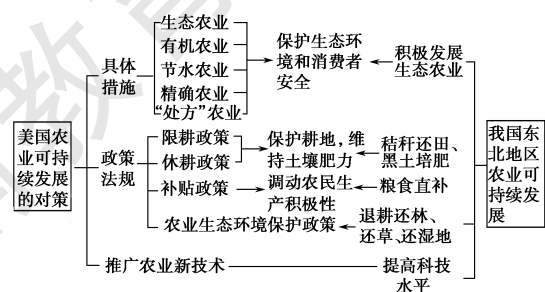 美国农
业可持
续发展
的对策
具体
措施
生态农业
有机农业
节水农业
精确农业
“处方”农业
保护生态环
境和消费者
安全
积极发展
生态农业
政策
法规
限耕政策
休耕政策
保护耕地,维
持土壤肥力
秸秆还田、
黑土培肥
补贴政策
调动农民生
产积极性
粮食直补
农业生态环境保护政策
退耕还林、
还草、还湿地
推广农业新技术
提高科技
水平
我国东
北地区
农业可
持续发
展